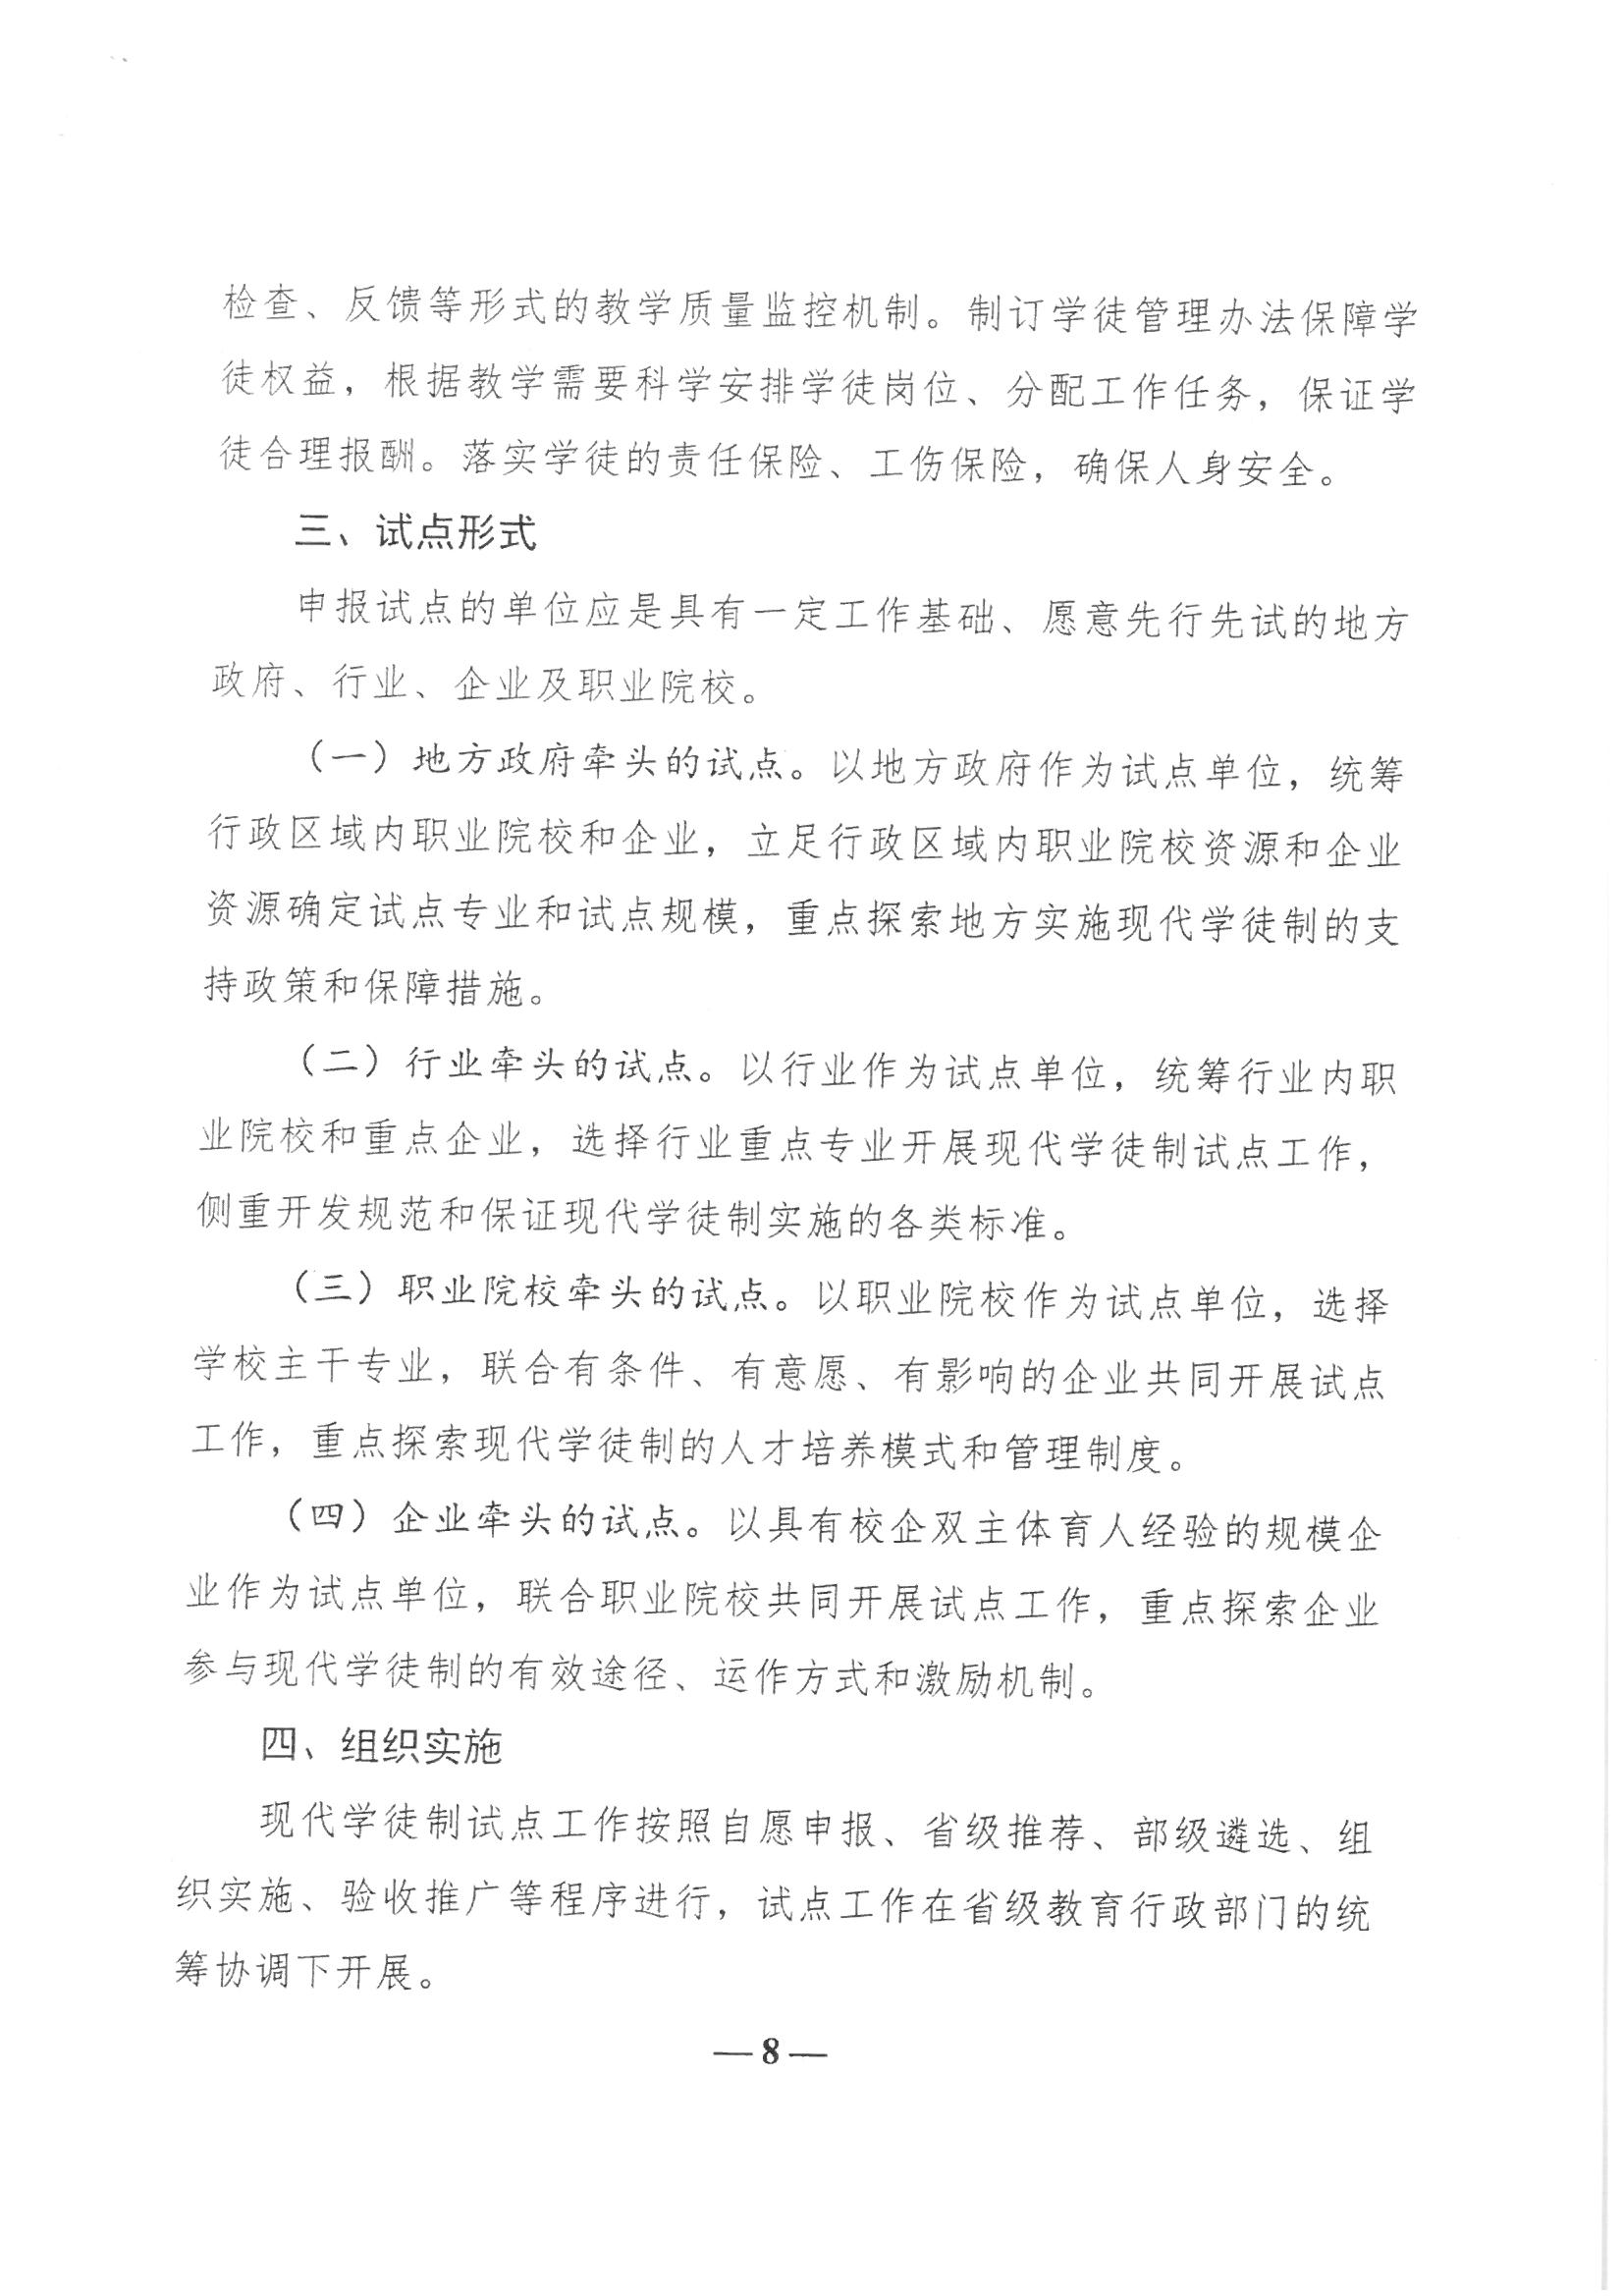 检查、反馈等形式的教学质量监控机制。制订学徒管理办法保障学
徒权益，根据教学需要科学安排学徒岗位、分配工作任务，保证学
徒合理报酬。落实学徒的责任保险、工伤保险，确保人身安全。
三、试点形式
申报试点的单位应是具有一定工作基础、愿意先行先试的地方
政府、行业、企业及职业院校。
（一）地方政府牵头的试点。以地方政府作为试点单位，统筹
行政区域内职业院校和企业，立足行政区域内职业院校资源和企业
资源确定试点专业和试点规模，重点探索地方实施现代学徒制的支
持政策和保障措施。
（二）行业牵头的试点。以行业作为试点单位，统筹行业内职
业院校和重点企业，选择行业重点专业开展现代学徒制试点工作，
侧重开发规范和保证现代学徒制实施的各类标准。
（三）职业院校牵头的试点。以职业院校作为试点单位，选择
学校主干专业，联合有条件、有意愿、有影响的企业共同开展试点
工作，重点探索现代学徒制的人才培养模式和管理制度。
（四）企业牵头的试点。以具有校企双主体育人经验的规模企
业作为试点单位，联合职业院校共同开展试点工作，重点探索企业
参与现代学徒制的有效途径、运作方式和激励机制。
四、组织实施
现代学徒制试点工作按照自愿申报、省级推荐、部级遴选、组
织实施、验收推广等程序进行，试点工作在省级教育行政部门的统
筹协调下开展。
— 8 —